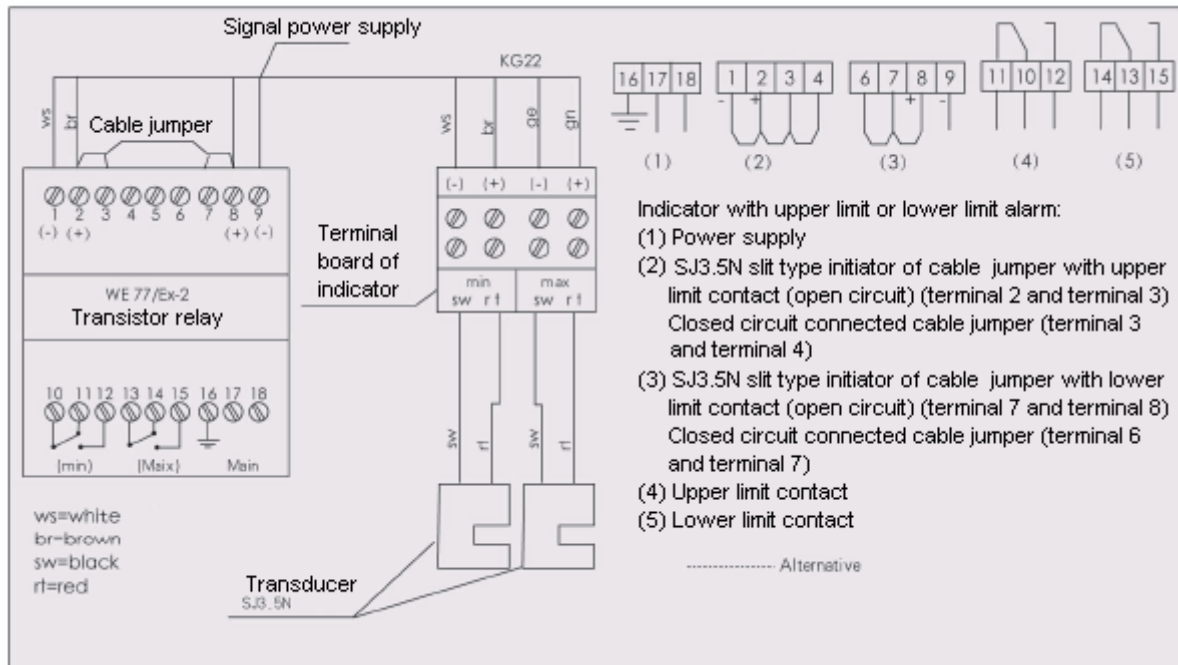 Signal power supply
KG22
ws br
Cable jumper
ws br ge gn
1 2 3 4 5 6 7 8 9
(-) (+) (+) (-)
WE 77/Ex-2
Transistor relay
10 11 12 13 14 15 16 17 18
(min) (Maix) Main
ws=white
br=brown
sw=black
rt=red
Terminal
board of
indicator
(-) (+) (-) (+)
min max
sw rt sw rt
sw rt sw rt
Transducer
SJ3.5N
16 17 18
1 2 3 4
- +
6 7 8 9
+ -
11 10 12
14 13 15
(1) (2) (3) (4) (5)
Indicator with upper limit or lower limit alarm:
(1) Power supply
(2) SJ3.5N slit type initiator of cable jumper with upper
limit contact (open circuit) (terminal 2 and terminal 3)
Closed circuit connected cable jumper (terminal 3
and terminal 4)
(3) SJ3.5N slit type initiator of cable jumper with lower
limit contact (open circuit) (terminal 7 and terminal 8)
Closed circuit connected cable jumper (terminal 6
and terminal 7)
(4) Upper limit contact
(5) Lower limit contact
Alternative